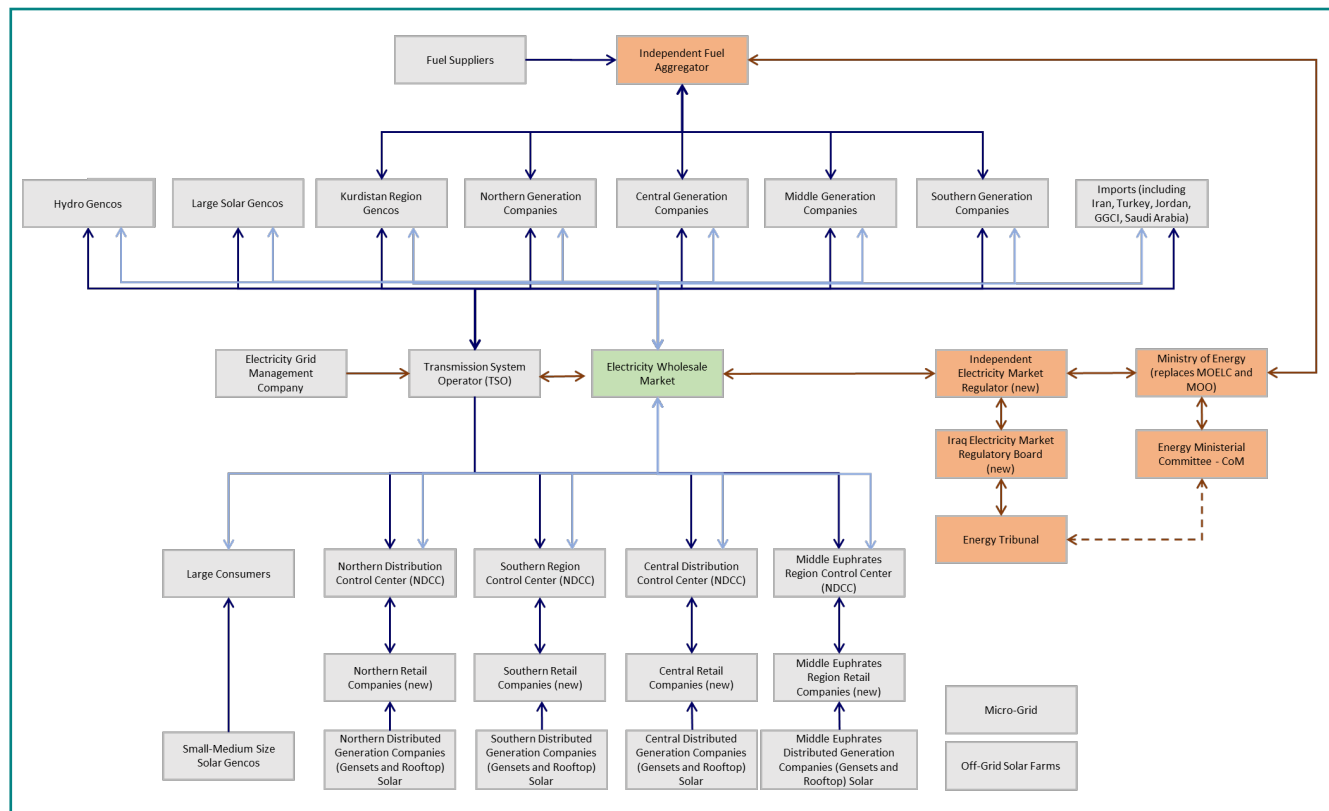 Fuel Suppliers
Independent Fuel
Aggregator
Hydro Gencos
Large Solar Gencos
Kurdistan Region
Gencos
Northern Generation
Companies
Central Generation
Companies
Middle Generation
Companies
Southern Generation
Companies
Imports (including
Iran, Turkey, Jordan,
GGCI, Saudi Arabia)
Electricity Grid
Management
Company
Transmission System
Operator (TSO)
Electricity Wholesale
Market
Independent
Electricity Market
Regulator (new)
Ministry of Energy
(replaces MOELC and
MOO)
Iraq Electricity Market
Regulatory Board
(new)
Energy Ministerial
Committee - CoM
Energy Tribunal
Large Consumers
Northern Distribution
Control Center (NDCC)
Southern Region
Control Center (NDCC)
Central Distribution
Control Center (NDCC)
Middle Euphrates
Region Control Center
(NDCC)
Northern Retail
Companies (new)
Southern Retail
Companies (new)
Central Retail
Companies (new)
Middle Euphrates
Region Retail
Companies (new)
Micro-Grid
Small-Medium Size
Solar Gencos
Northern Distributed
Generation Companies
(Gensets and Rooftop)
Solar
Southern Distributed
Generation Companies
(Gensets and Rooftop)
Solar
Central Distributed
Generation Companies
(Gensets and Rooftop)
Solar
Middle Euphrates
Distributed Generation
Companies (Gensets and
Rooftop) Solar
Off-Grid Solar Farms